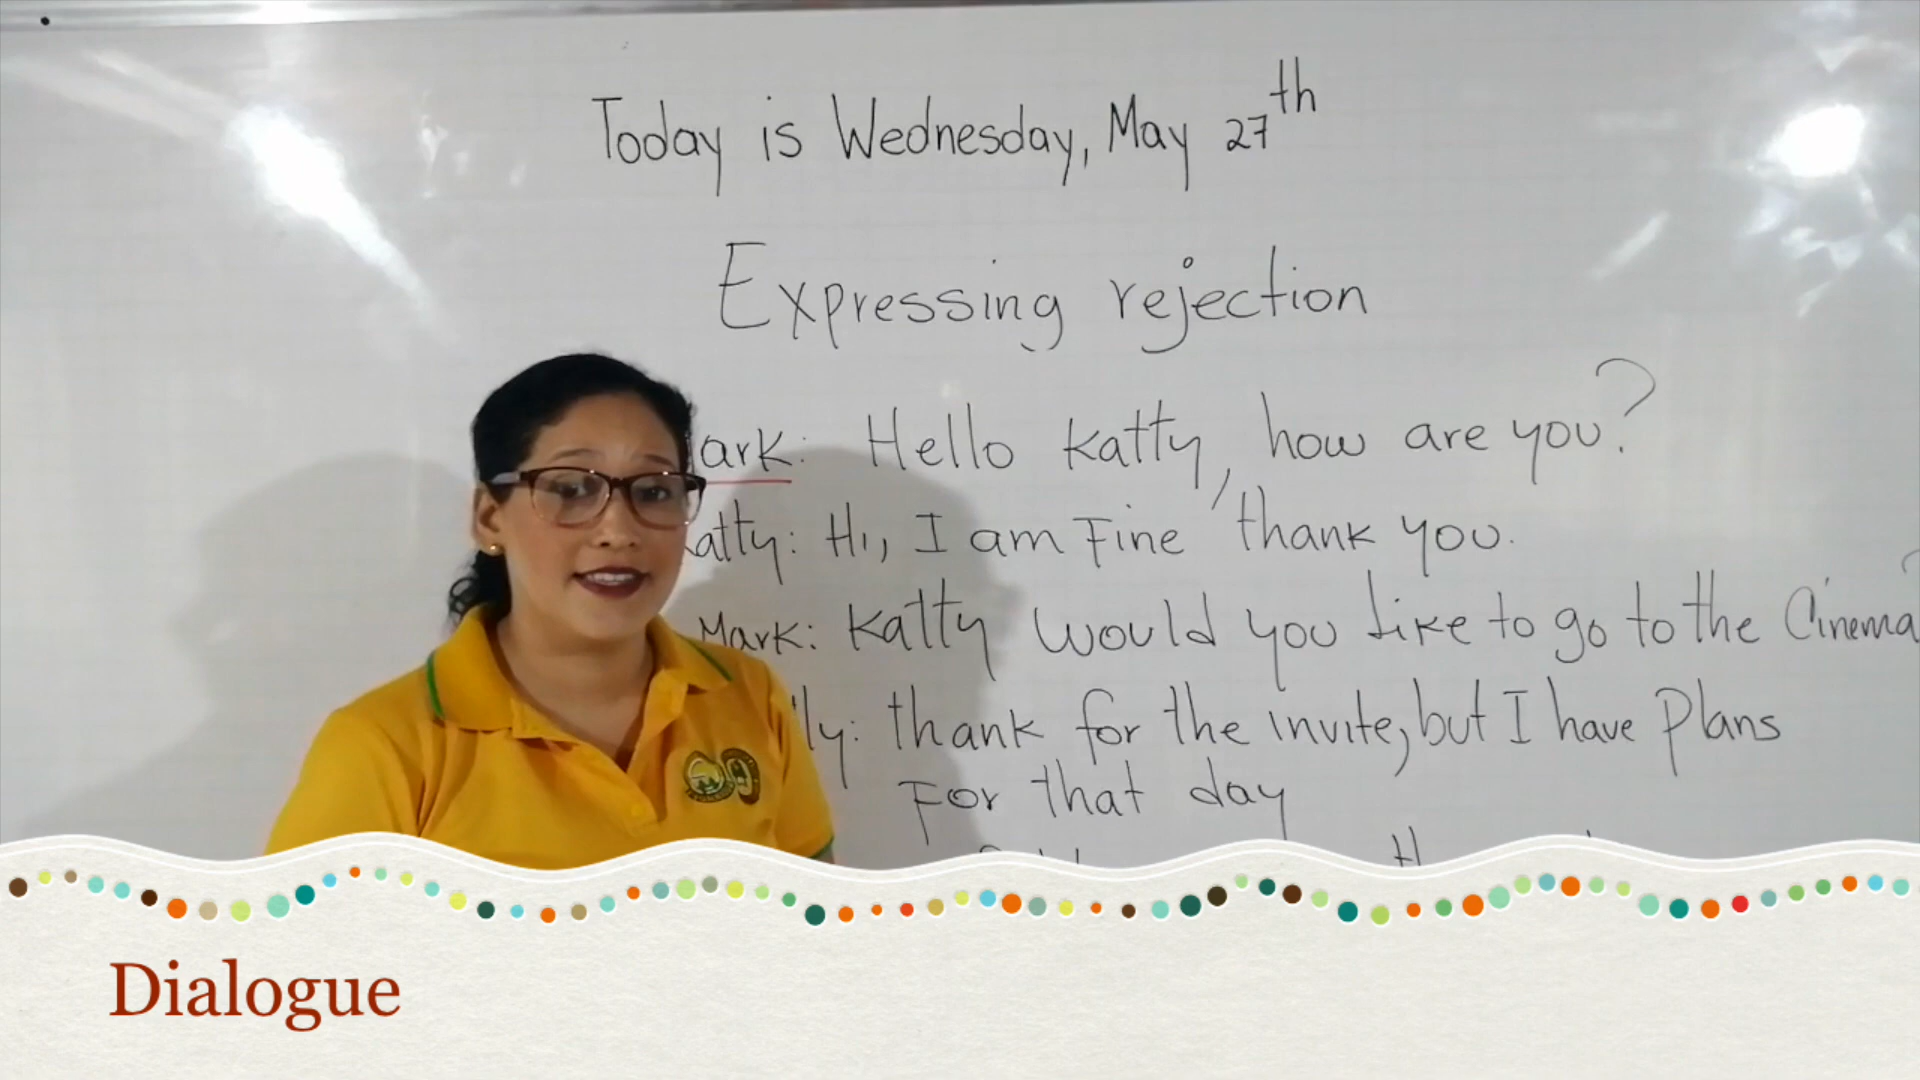 Today is Wednesday, May 27th
Expressing rejection
ark: Hello Katty, how are you?
atty: Hi, I am Fine, thank you.
Mark: Katty would you like to go to the Cinema?
ly: thank for the invite, but I have Plans
For that day
Dialogue